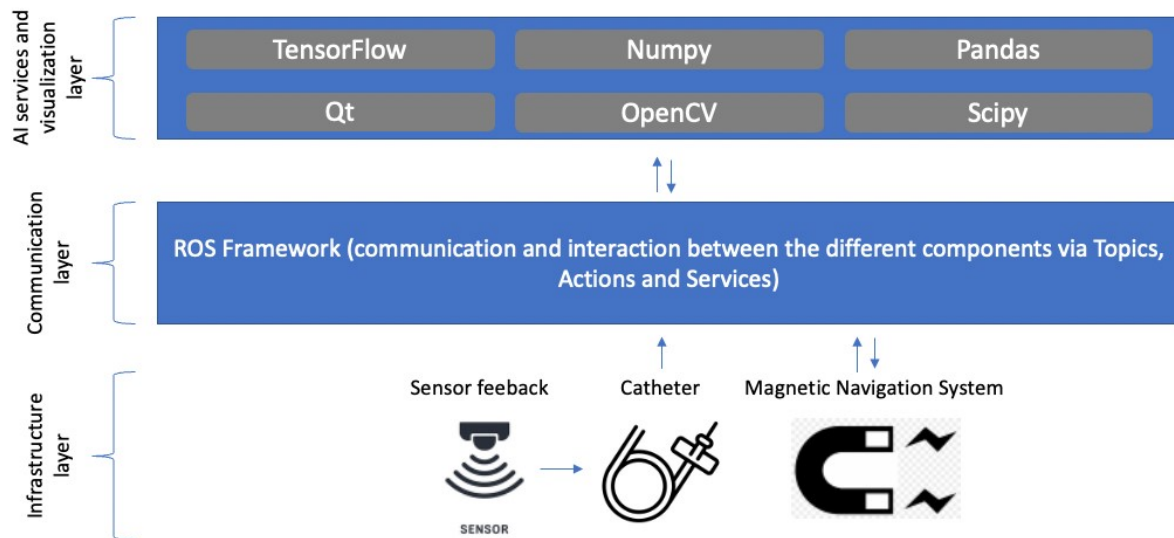 AI services and
visualization
layer
TensorFlow
Numpy
Pandas
Qt
OpenCV
Scipy
Communication
layer
ROS Framework (communication and interaction between the different components via Topics,
Actions and Services)
Infrastructure
layer
Sensor feeback
Catheter
Magnetic Navigation System
SENSOR